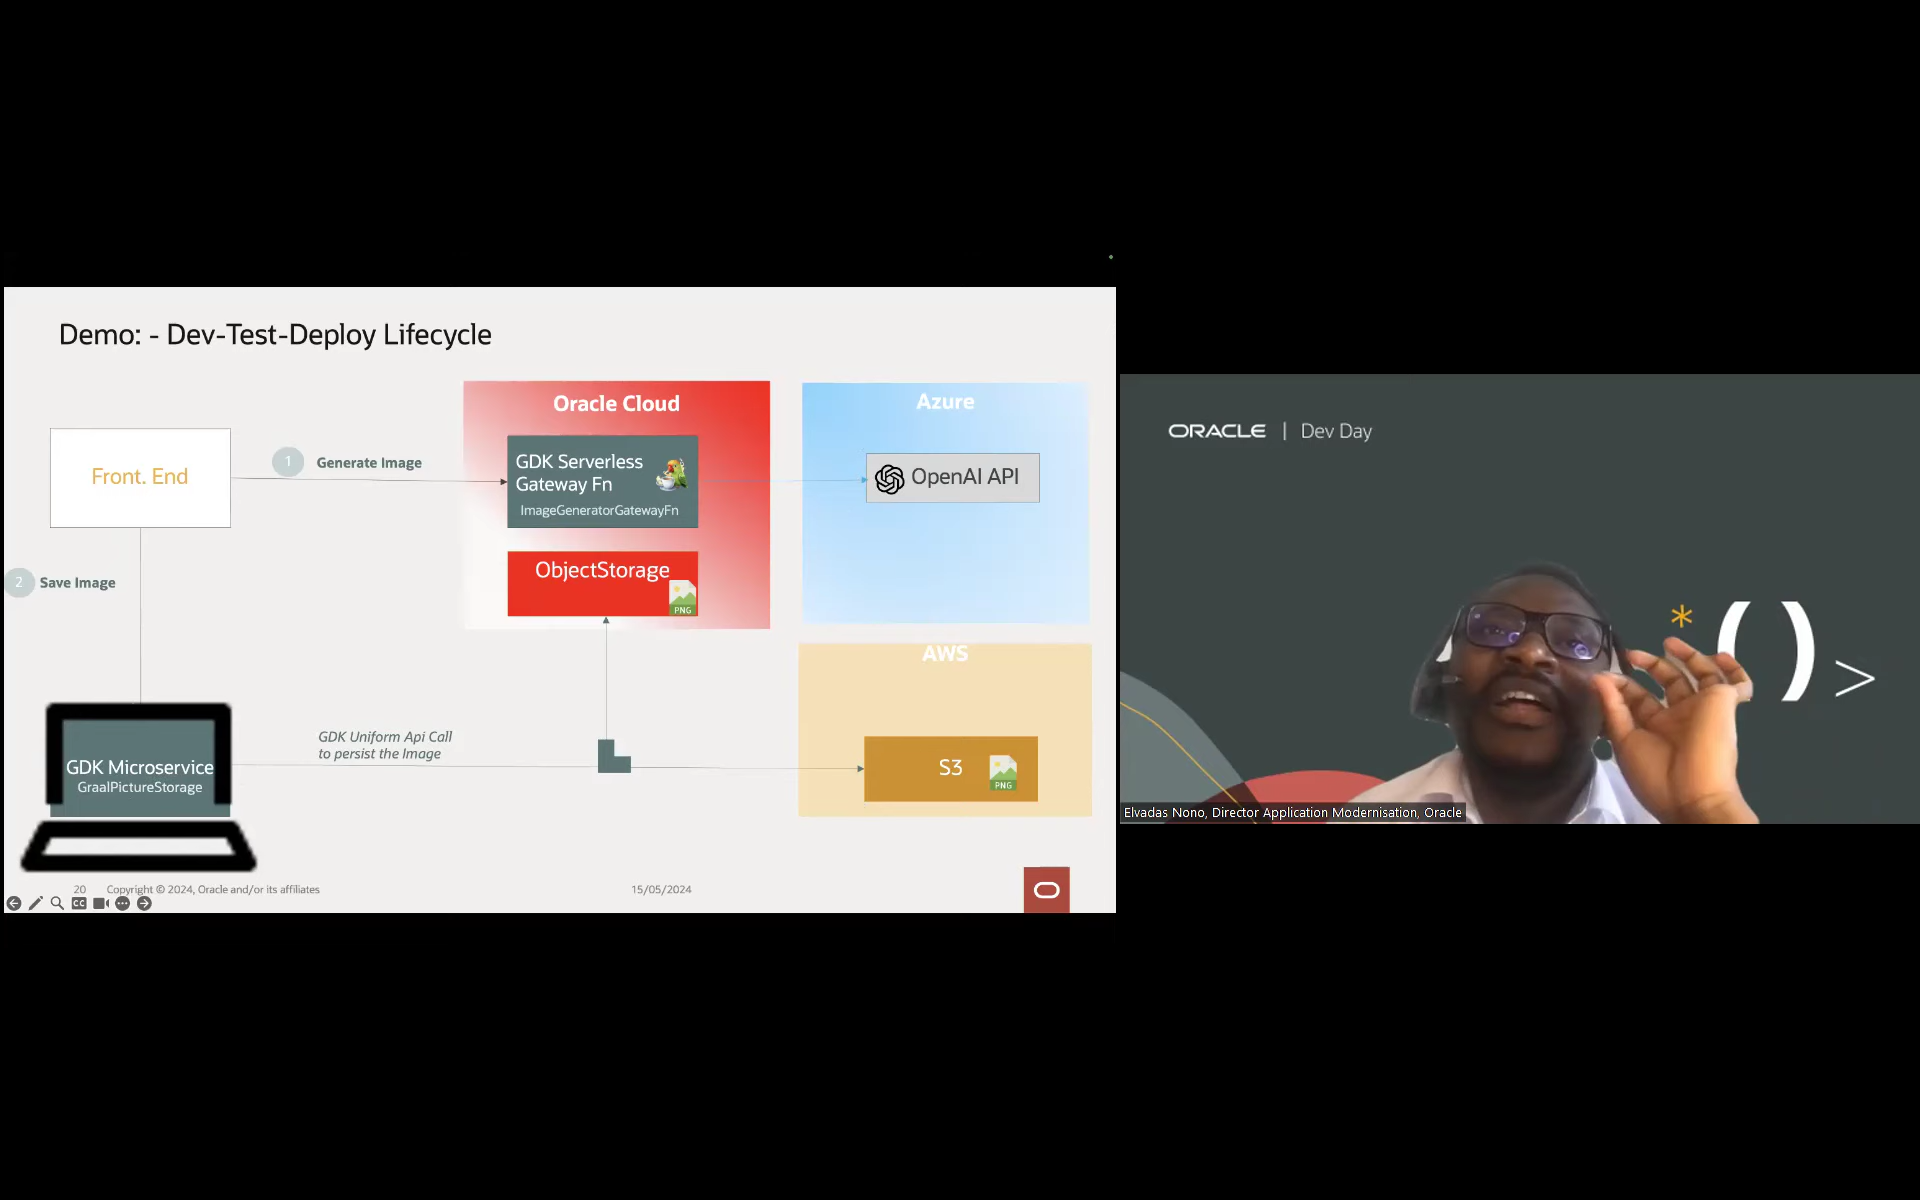 Demo: - Dev-Test-Deploy Lifecycle
Front. End
1
Generate Image
Oracle Cloud
GDK Serverless
Gateway Fn
ImageGeneratorGatewayFn
ObjectStorage
PNG
Azure
OpenAI API
2
Save Image
AWS
S3
PNG
GDK Uniform Api Call
to persist the Image
GDK Microservice
GraalPictureStorage
20
Copyright © 2024, Oracle and/or its affiliates
15/05/2024
CC
ORACLE | Dev Day
* ( ) >
Elvadas Nono, Director Application Modernisation, Oracle